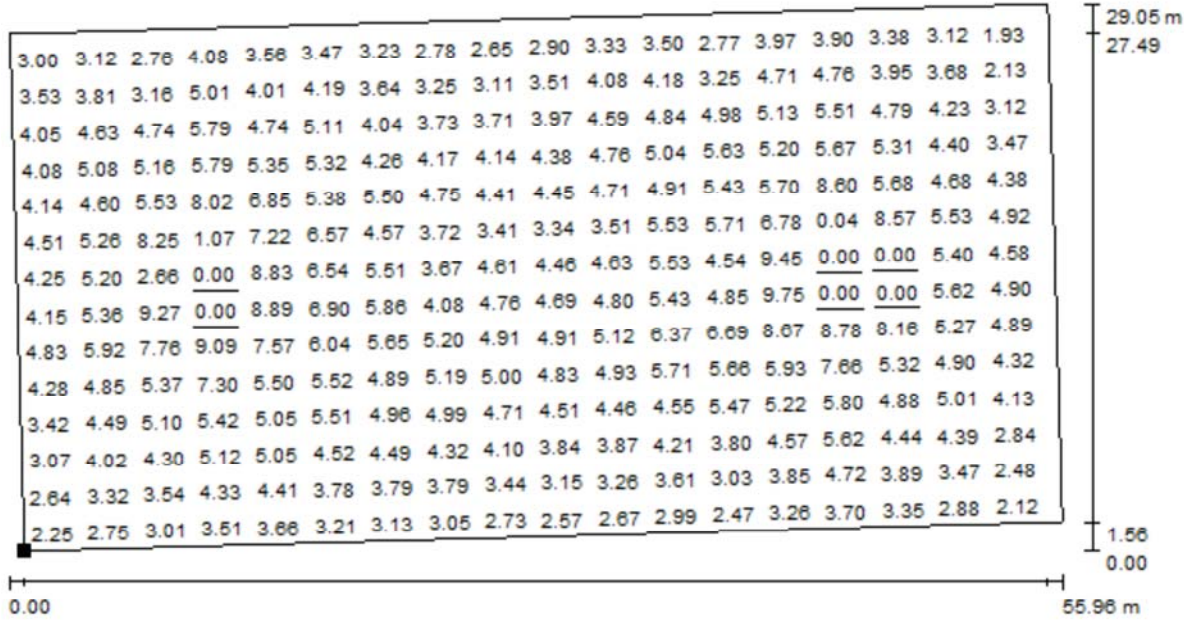 3.00 3.12 2.76 4.08 3.56 3.47 3.23 2.78 2.65 2.90 3.33 3.50 2.77 3.97 3.90 3.38 3.12 1.93
29.05 m
27.49
3.53 3.81 3.16 5.01 4.01 4.19 3.64 3.25 3.11 3.51 4.08 4.18 3.25 4.71 4.76 3.95 3.68 2.13
4.05 4.63 4.74 5.79 4.74 5.11 4.04 3.73 3.71 3.97 4.59 4.84 4.98 5.13 5.51 4.79 4.23 3.12
4.08 5.08 5.16 5.79 5.35 5.32 4.26 4.17 4.14 4.38 4.76 5.04 5.63 5.20 5.67 5.31 4.40 3.47
4.14 4.60 5.53 8.02 6.85 5.38 5.50 4.75 4.41 4.45 4.71 4.91 5.43 5.70 8.60 5.68 4.68 4.38
4.51 5.26 8.25 1.07 7.22 6.57 4.57 3.72 3.41 3.34 3.51 5.53 5.71 6.78 0.04 8.57 5.53 4.92
4.25 5.20 2.66 0.00 8.83 6.54 5.51 3.67 4.61 4.46 4.63 5.53 4.54 9.45 0.00 0.00 5.40 4.58
4.15 5.36 9.27 0.00 8.89 6.90 5.86 4.08 4.76 4.69 4.80 5.43 4.85 9.75 0.00 0.00 5.62 4.90
4.83 5.92 7.76 9.09 7.57 6.04 5.65 5.20 4.91 4.91 5.12 6.37 6.69 8.67 8.78 8.16 5.27 4.89
4.28 4.85 5.37 7.30 5.50 5.52 4.89 5.19 5.00 4.83 4.93 5.71 5.66 5.93 7.66 5.32 4.90 4.32
3.42 4.49 5.10 5.42 5.05 5.51 4.96 4.99 4.71 4.51 4.46 4.55 5.47 5.22 5.80 4.88 5.01 4.13
3.07 4.02 4.30 5.12 5.05 4.52 4.49 4.32 4.10 3.84 3.87 4.21 3.80 4.57 5.62 4.44 4.39 2.84
2.64 3.32 3.54 4.33 4.41 3.78 3.79 3.79 3.44 3.15 3.26 3.61 3.03 3.85 4.72 3.89 3.47 2.48
2.25 2.75 3.01 3.51 3.66 3.21 3.13 3.05 2.73 2.57 2.67 2.99 2.47 3.26 3.70 3.35 2.88 2.12
1.56
0.00
0.00 55.96 m